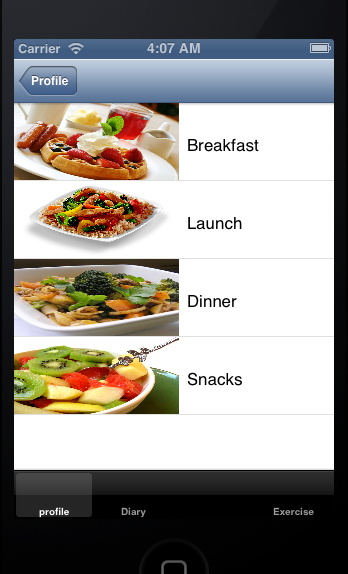 Carrier 4:07 AM
Profile
Breakfast
Launch
Dinner
Snacks
profile Diary Exercise